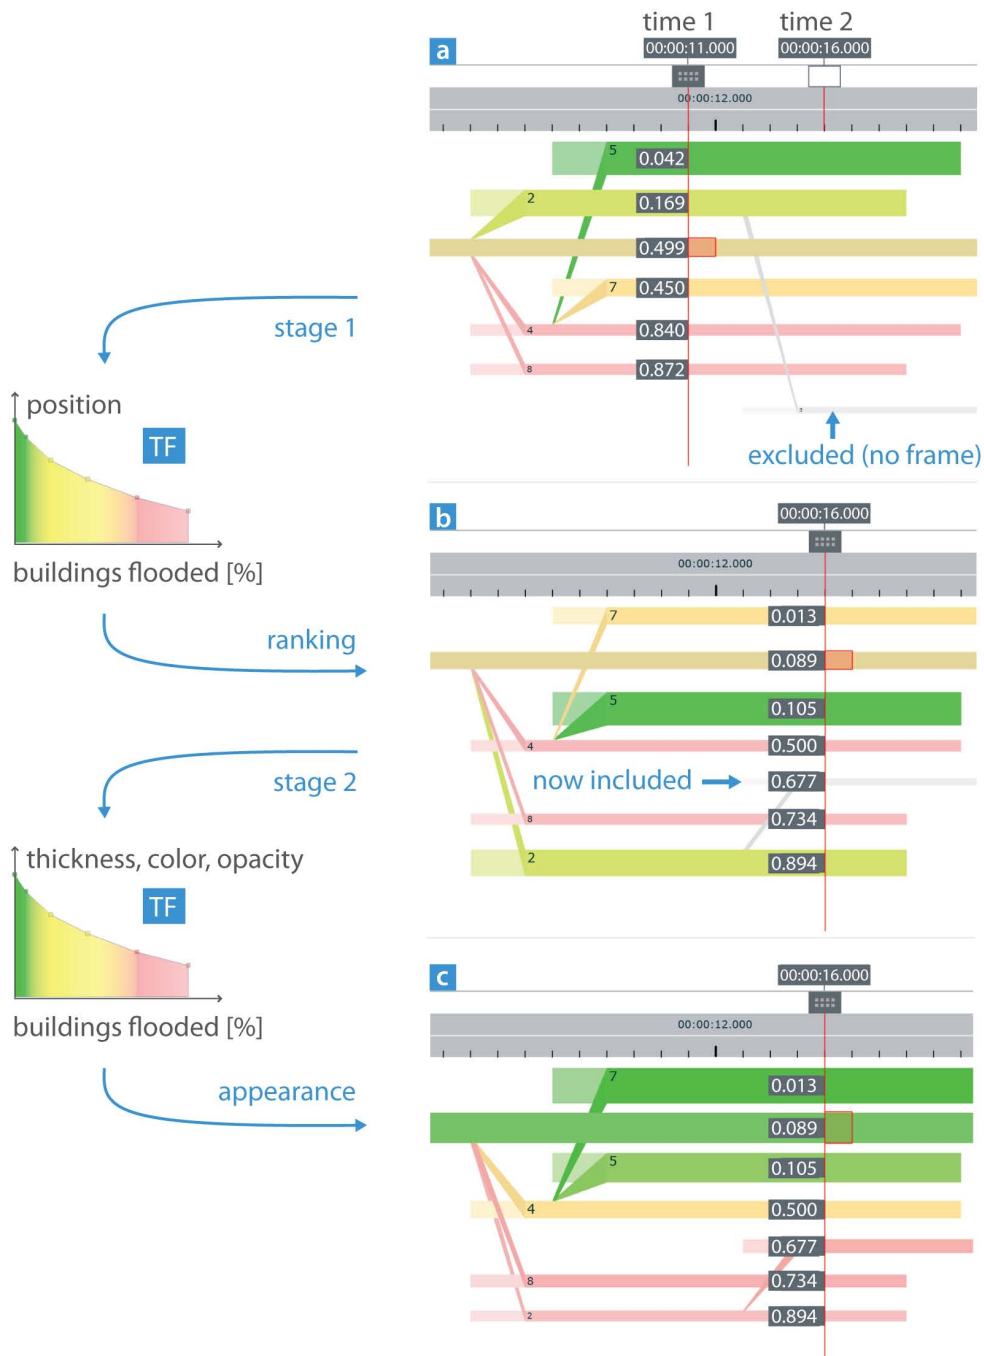 time 1
time 2
a
00:00:11.000
00:00:16.000
00:00:12.000
5
0.042
2
0.169
0.499
7
0.450
4
0.840
8
0.872
3
excluded (no frame)
stage 1
position
TF
buildings flooded [%]
ranking
b
00:00:16.000
00:00:12.000
7
0.013
0.089
5
0.105
4
0.500
now included
0.677
8
0.734
2
0.894
stage 2
thickness, color, opacity
TF
buildings flooded [%]
appearance
c
00:00:16.000
00:00:12.000
7
0.013
0.089
5
0.105
4
0.500
0.677
8
0.734
2
0.894